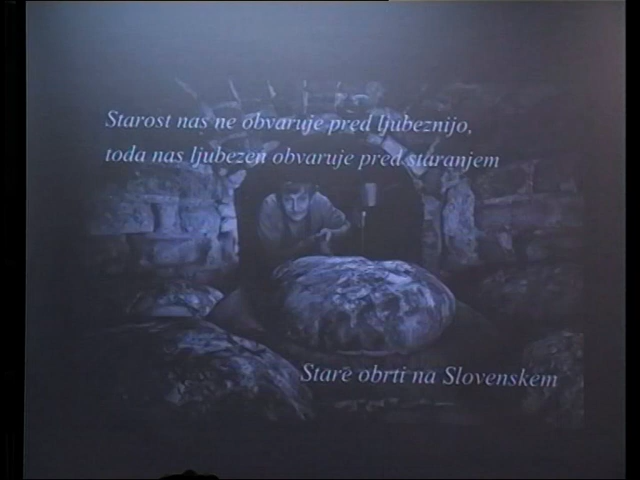 Starost nas ne obvaruje pred ljubeznijo,
toda nas ljubezen obvaruje pred staranjem
Stare obrti na Slovenskem